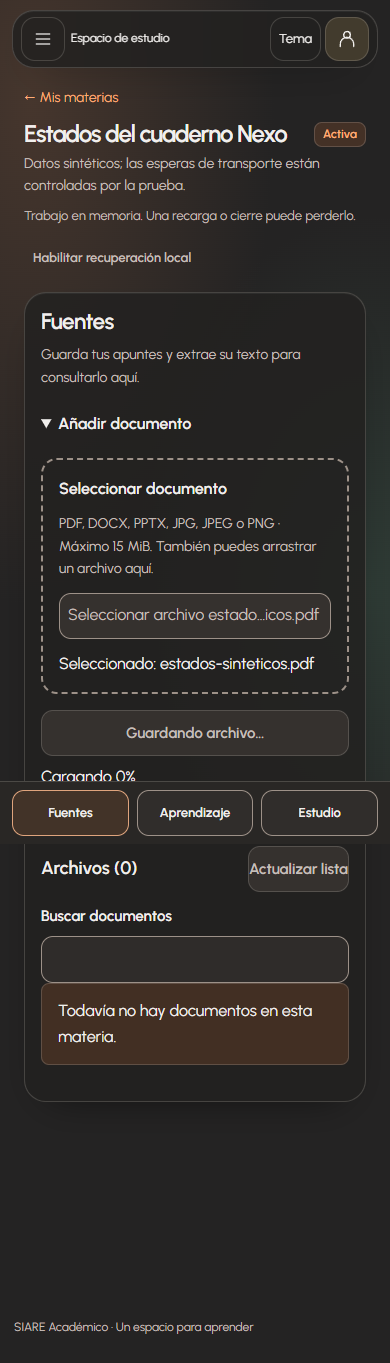 Espacio de estudio
Tema
← Mis materias
Estados del cuaderno Nexo
Activa
Datos sintéticos; las esperas de transporte están
controladas por la prueba.
Trabajo en memoria. Una recarga o cierre puede perderlo.
Habilitar recuperación local
Fuentes
Guarda tus apuntes y extrae su texto para
consultarlo aquí.
▼ Añadir documento
Seleccionar documento
PDF, DOCX, PPTX, JPG, JPEG o PNG ·
Máximo 15 MiB. También puedes arrastrar
un archivo aquí.
Seleccionar archivo estado...icos.pdf
Seleccionado: estados-sinteticos.pdf
Guardando archivo...
Cargando 0%
Fuentes
Aprendizaje
Estudio
Archivos (0)
Actualizar lista
Buscar documentos
Todavía no hay documentos en esta
materia.
SIARE Académico · Un espacio para aprender